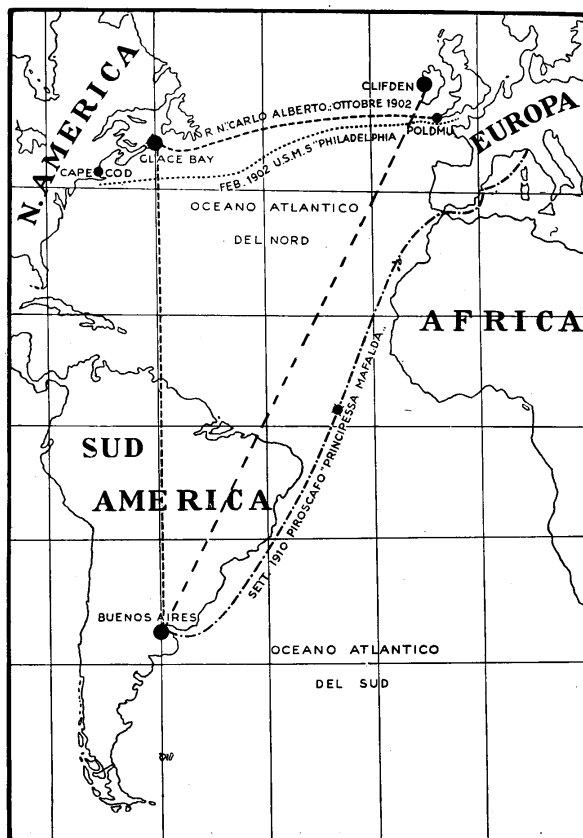 CLIFDEN
R.N."CARLO ALBERTO„ OTTOBRE 1902
POLDMU
EUROPA
N. AMERICA
GLACE BAY
FEB. 1902 U.S.M.S "PHILADELPHIA
CAPE COD
OCEANO ATLANTICO
DEL NORD
AFRICA
SETT. 1910 PIROSCAFO "PRINCIPESSA MAFALDA„
SUD
AMERICA
BUENOS AIRES
OCEANO ATLANTICO
DEL SUD